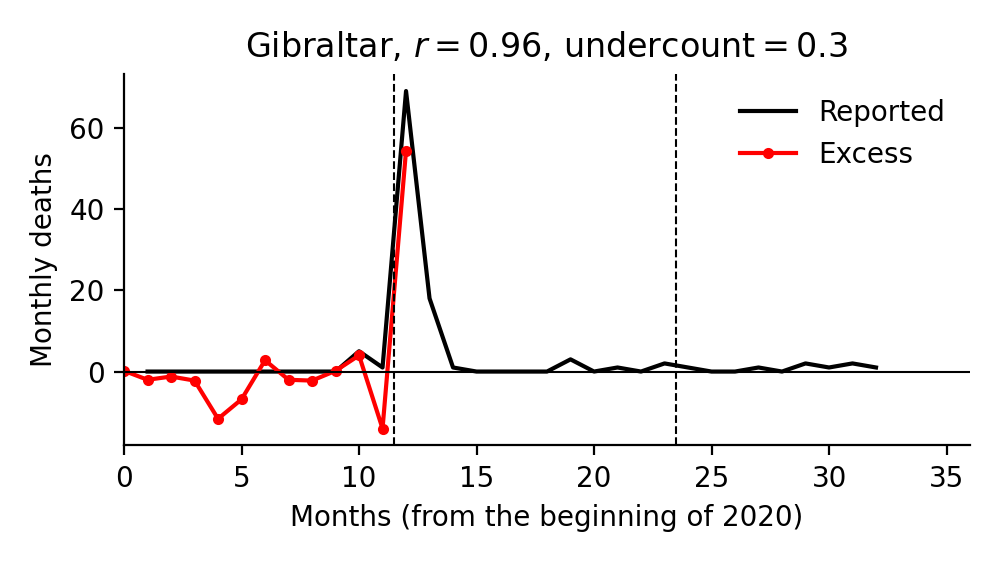 Gibraltar, r = 0.96, undercount = 0.3
Reported
Excess
Monthly deaths
60
40
20
0
0 5 10 15 20 25 30 35
Months (from the beginning of 2020)